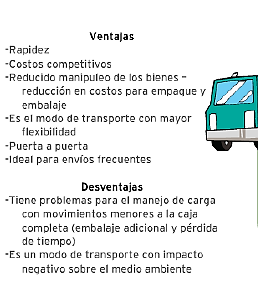 Ventajas
-Rapidez
-Costos competitivos
-Reducido manipuleo de los bienes –
reducción en costos para empaque y
embalaje
-Es el modo de transporte con mayor
flexibilidad
-Puerta a puerta
-Ideal para envíos frecuentes
Desventajas
-Tiene problemas para el manejo de carga
con movimientos menores a la caja
completa (embalaje adicional y pérdida
de tiempo)
-Es un modo de transporte con impacto
negativo sobre el medio ambiente